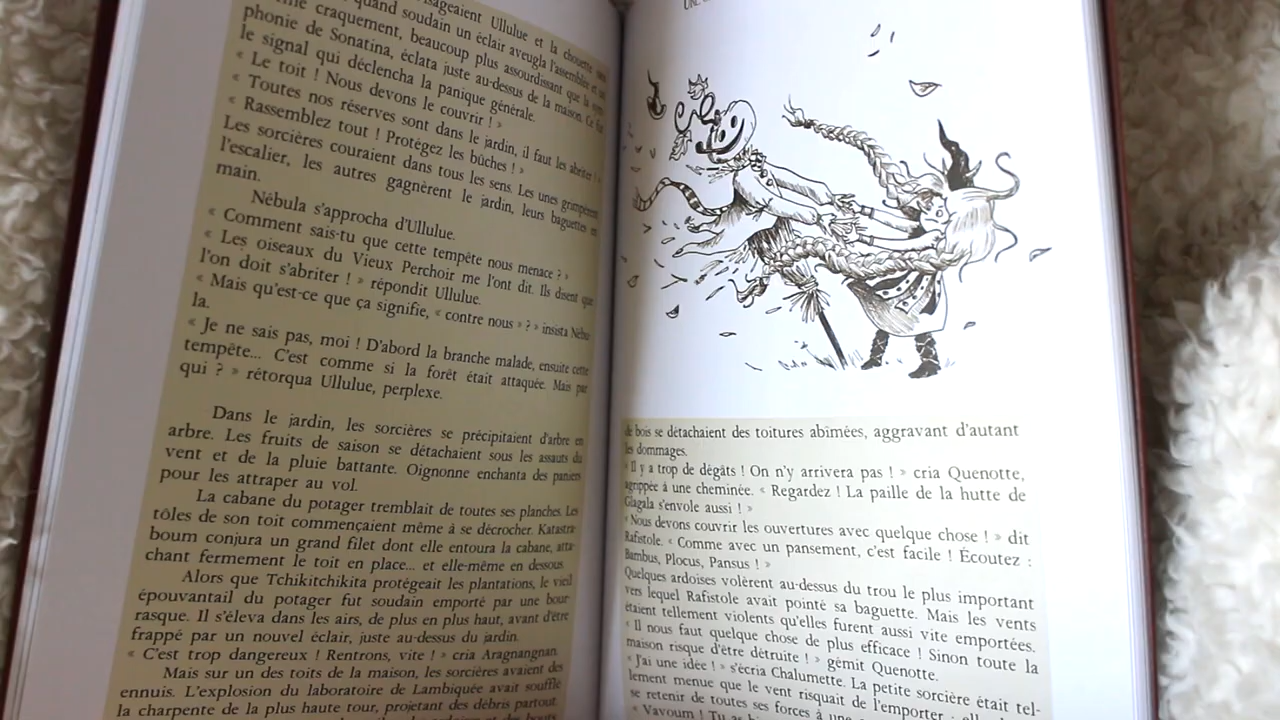 isageaient Ullulue et la chouette
quand soudain un éclair aveugla l'assemblée et un
craquement, beaucoup plus assourdissant que la sym-
phonie de Sonatina, éclata juste au-dessus de la maison. Ce fut
le signal qui déclencha la panique générale.
« Le toit ! Nous devons le couvrir ! »
« Toutes nos réserves sont dans le jardin, il faut les abriter ! »
« Rassemblez tout ! Protégez les bûches ! »
Les sorcières couraient dans tous les sens. Les unes grimpèrent
l'escalier, les autres gagnèrent le jardin, leurs baguettes en
main.
Nébula s'approcha d'Ullulue.
« Comment sais-tu que cette tempête nous menace ? »
« Les oiseaux du Vieux Perchoir me l'ont dit. Ils disent que
l'on doit s'abriter ! » répondit Ullulue.
« Mais qu'est-ce que ça signifie, « contre nous » ? » insista Nébu-
la.
« Je ne sais pas, moi ! D'abord la branche malade, ensuite cette
tempête... C'est comme si la forêt était attaquée. Mais par
qui ? » rétorqua Ullulue, perplexe.
Dans le jardin, les sorcières se précipitaient d'arbre en
arbre. Les fruits de saison se détachaient sous les assauts du
vent et de la pluie battante. Oignonne enchanta des paniers
pour les attraper au vol.
La cabane du potager tremblait de toutes ses planches. Les
tôles de son toit commençaient même à se décrocher. Katastra-
boum conjura un grand filet dont elle entoura la cabane, atta-
chant fermement le toit en place... et elle-même en dessous.
Alors que Tchikitchikita protégeait les plantations, le vieil
épouvantail du potager fut soudain emporté par une bour-
rasque. Il s'éleva dans les airs, de plus en plus haut, avant d'être
frappé par un nouvel éclair, juste au-dessus du jardin.
« C'est trop dangereux ! Rentrons, vite ! » cria Aragnangnan.
Mais sur un des toits de la maison, les sorcières avaient des
ennuis. L'explosion du laboratoire de Lambiquée avait soufflé
la charpente de la plus haute tour, projetant des débris partout.
de bois se détachaient des toitures abîmées, aggravant d'autant
les dommages.
« Il y a trop de dégâts ! On n'y arrivera pas ! » cria Quenotte,
agrippée à une cheminée. « Regardez ! La paille de la hutte de
Glagala s'envole aussi ! »
« Nous devons couvrir les ouvertures avec quelque chose ! » dit
Rafistole. « Comme avec un pansement, c'est facile ! Écoutez :
Bambus, Plocus, Pansus ! »
Quelques ardoises volèrent au-dessus du trou le plus important
vers lequel Rafistole avait pointé sa baguette. Mais les vents
étaient tellement violents qu'elles furent aussi vite emportées.
« Il nous faut quelque chose de plus efficace ! Sinon toute la
maison risque d'être détruite ! » gémit Quenotte.
« J'ai une idée ! » s'écria Chalumette. La petite sorcière était tel-
lement menue que le vent risquait de l'emporter ;
se retenir de toutes ses forces à une
« Vavoum ! Tu